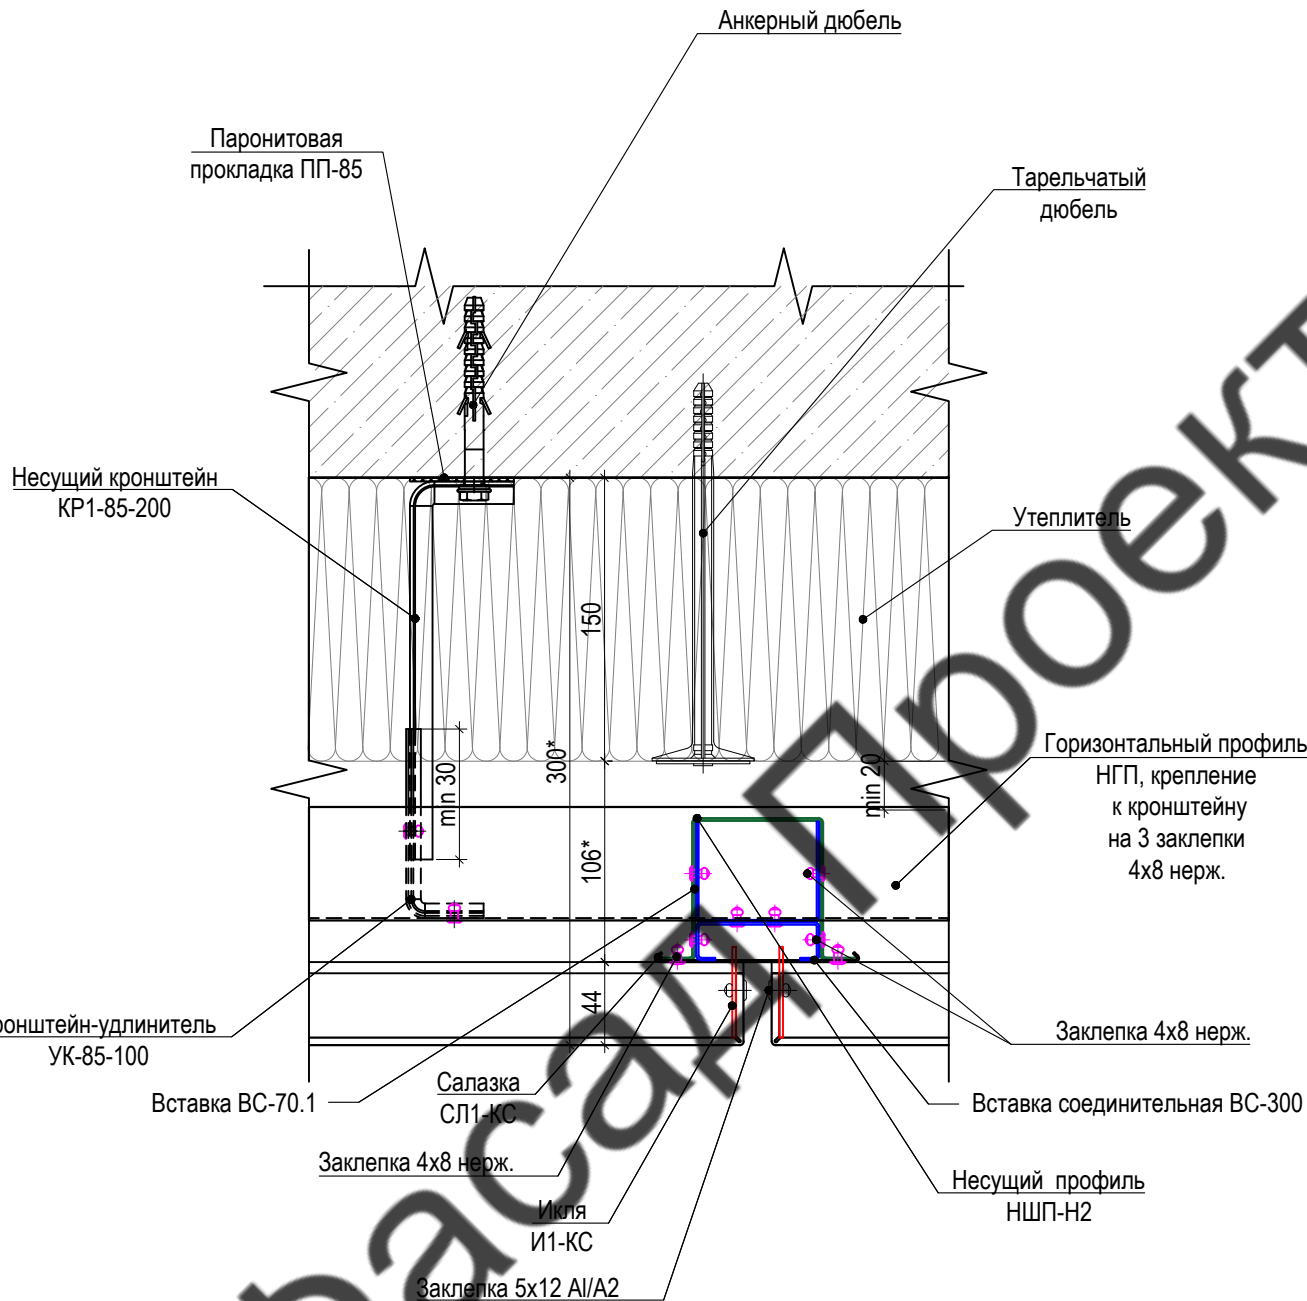 Анкерный дюбель
Паронитовая
прокладка ПП-85
Тарельчатый
дюбель
Несущий кронштейн
КР1-85-200
Утеплитель
150
300*
min 30
min 20
106*
44
Горизонтальный профиль
НГП, крепление
к кронштейну
на 3 заклепки
4х8 нерж.
ронштейн-удлинитель
УК-85-100
Заклепка 4х8 нерж.
Вставка ВС-70.1
Салазка
СЛ1-КС
Вставка соединительная ВС-300
Заклепка 4х8 нерж.
Несущий профиль
НШП-Н2
Икля
И1-КС
Заклепка 5х12 Al/А2
фасад Проект